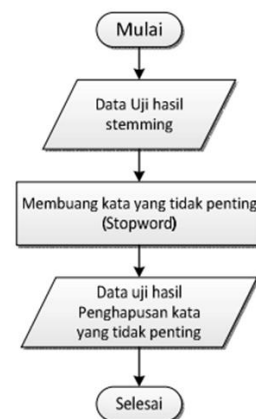 Mulai
Data Uji hasil
stemming
Membuang kata yang tidak penting
(Stopword)
Data uji hasil
Penghapusan kata
yang tidak penting
Selesai